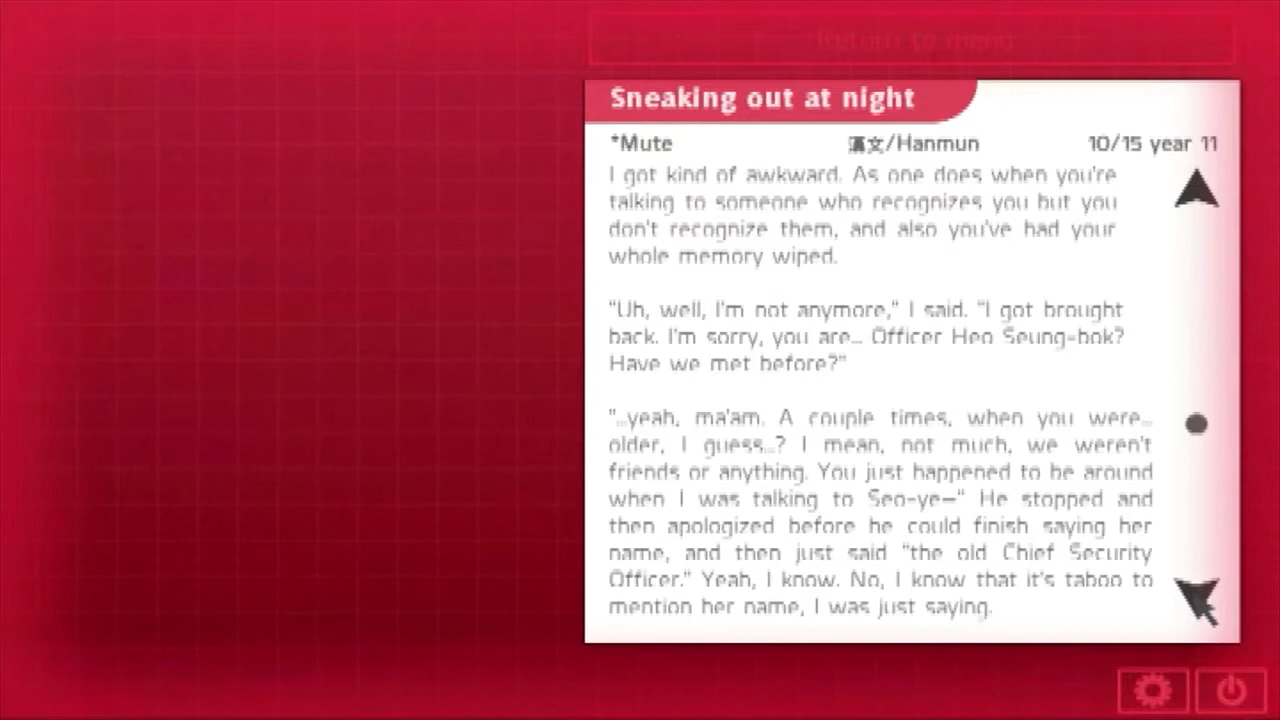 Return to menu
Sneaking out at night
*Mute 漢文/Hanmun 10/15 year 11
I got kind of awkward. As one does when you're
talking to someone who recognizes you but you
don't recognize them, and also you've had your
whole memory wiped.
"Uh, well, I'm not anymore," I said. "I got brought
back. I'm sorry, you are... Officer Heo Seung-bok?
Have we met before?"
"...yeah, ma'am. A couple times, when you were...
older, I guess...? I mean, not much, we weren't
friends or anything. You just happened to be around
when I was talking to Seo-ye—" He stopped and
then apologized before he could finish saying her
name, and then just said "the old Chief Security
Officer." Yeah, I know. No, I know that it's taboo to
mention her name, I was just saying.